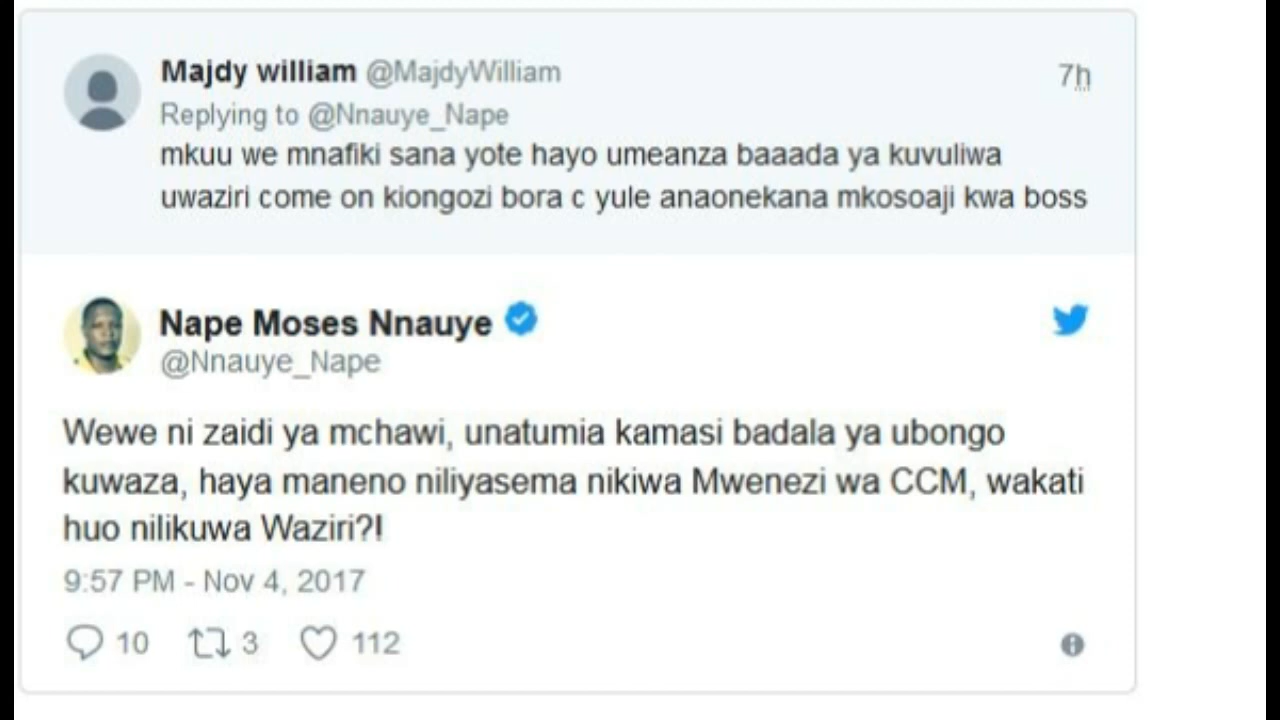 Majdy william @MajdyWilliam 7h
Replying to @Nnauye_Nape
mkuu we mnafiki sana yote hayo umeanza baaada ya kuvuliwa
uwaziri come on kiongozi bora c yule anaonekana mkosoaji kwa boss
Nape Moses Nnauye
@Nnauye_Nape
Wewe ni zaidi ya mchawi, unatumia kamasi badala ya ubongo
kuwaza, haya maneno niliyasema nikiwa Mwenezi wa CCM, wakati
huo nilikuwa Waziri?!
9:57 PM - Nov 4, 2017
10 3 112